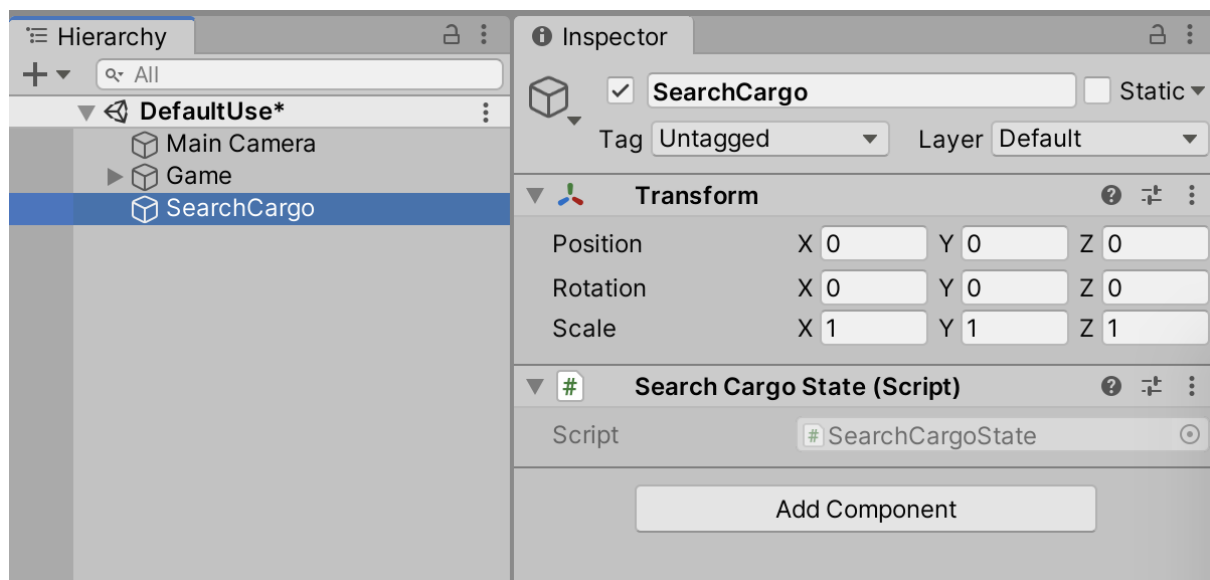 Hierarchy
All
DefaultUse*
Main Camera
Game
SearchCargo
Inspector
SearchCargo
Static
Tag Untagged Layer Default
Transform
Position X 0 Y 0 Z 0
Rotation X 0 Y 0 Z 0
Scale X 1 Y 1 Z 1
# Search Cargo State (Script)
Script # SearchCargoState
Add Component